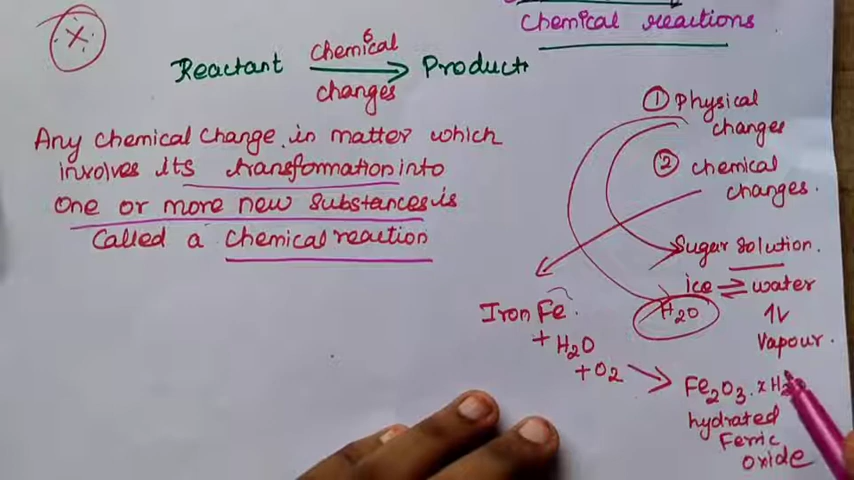 Chemical reactions
x
Reactant Chemical changes → Product
Any chemical change in matter which
involves its transformation into
one or more new substances is
Called a chemical reaction
① Physical
changes
② chemical
changes.
Sugar solution.
ice ⇌ water
H₂O
Vapour.
Iron Fe.
+ H₂O
+ O₂ → Fe₂O₃.xH₂
hydrated
Ferric
oxide